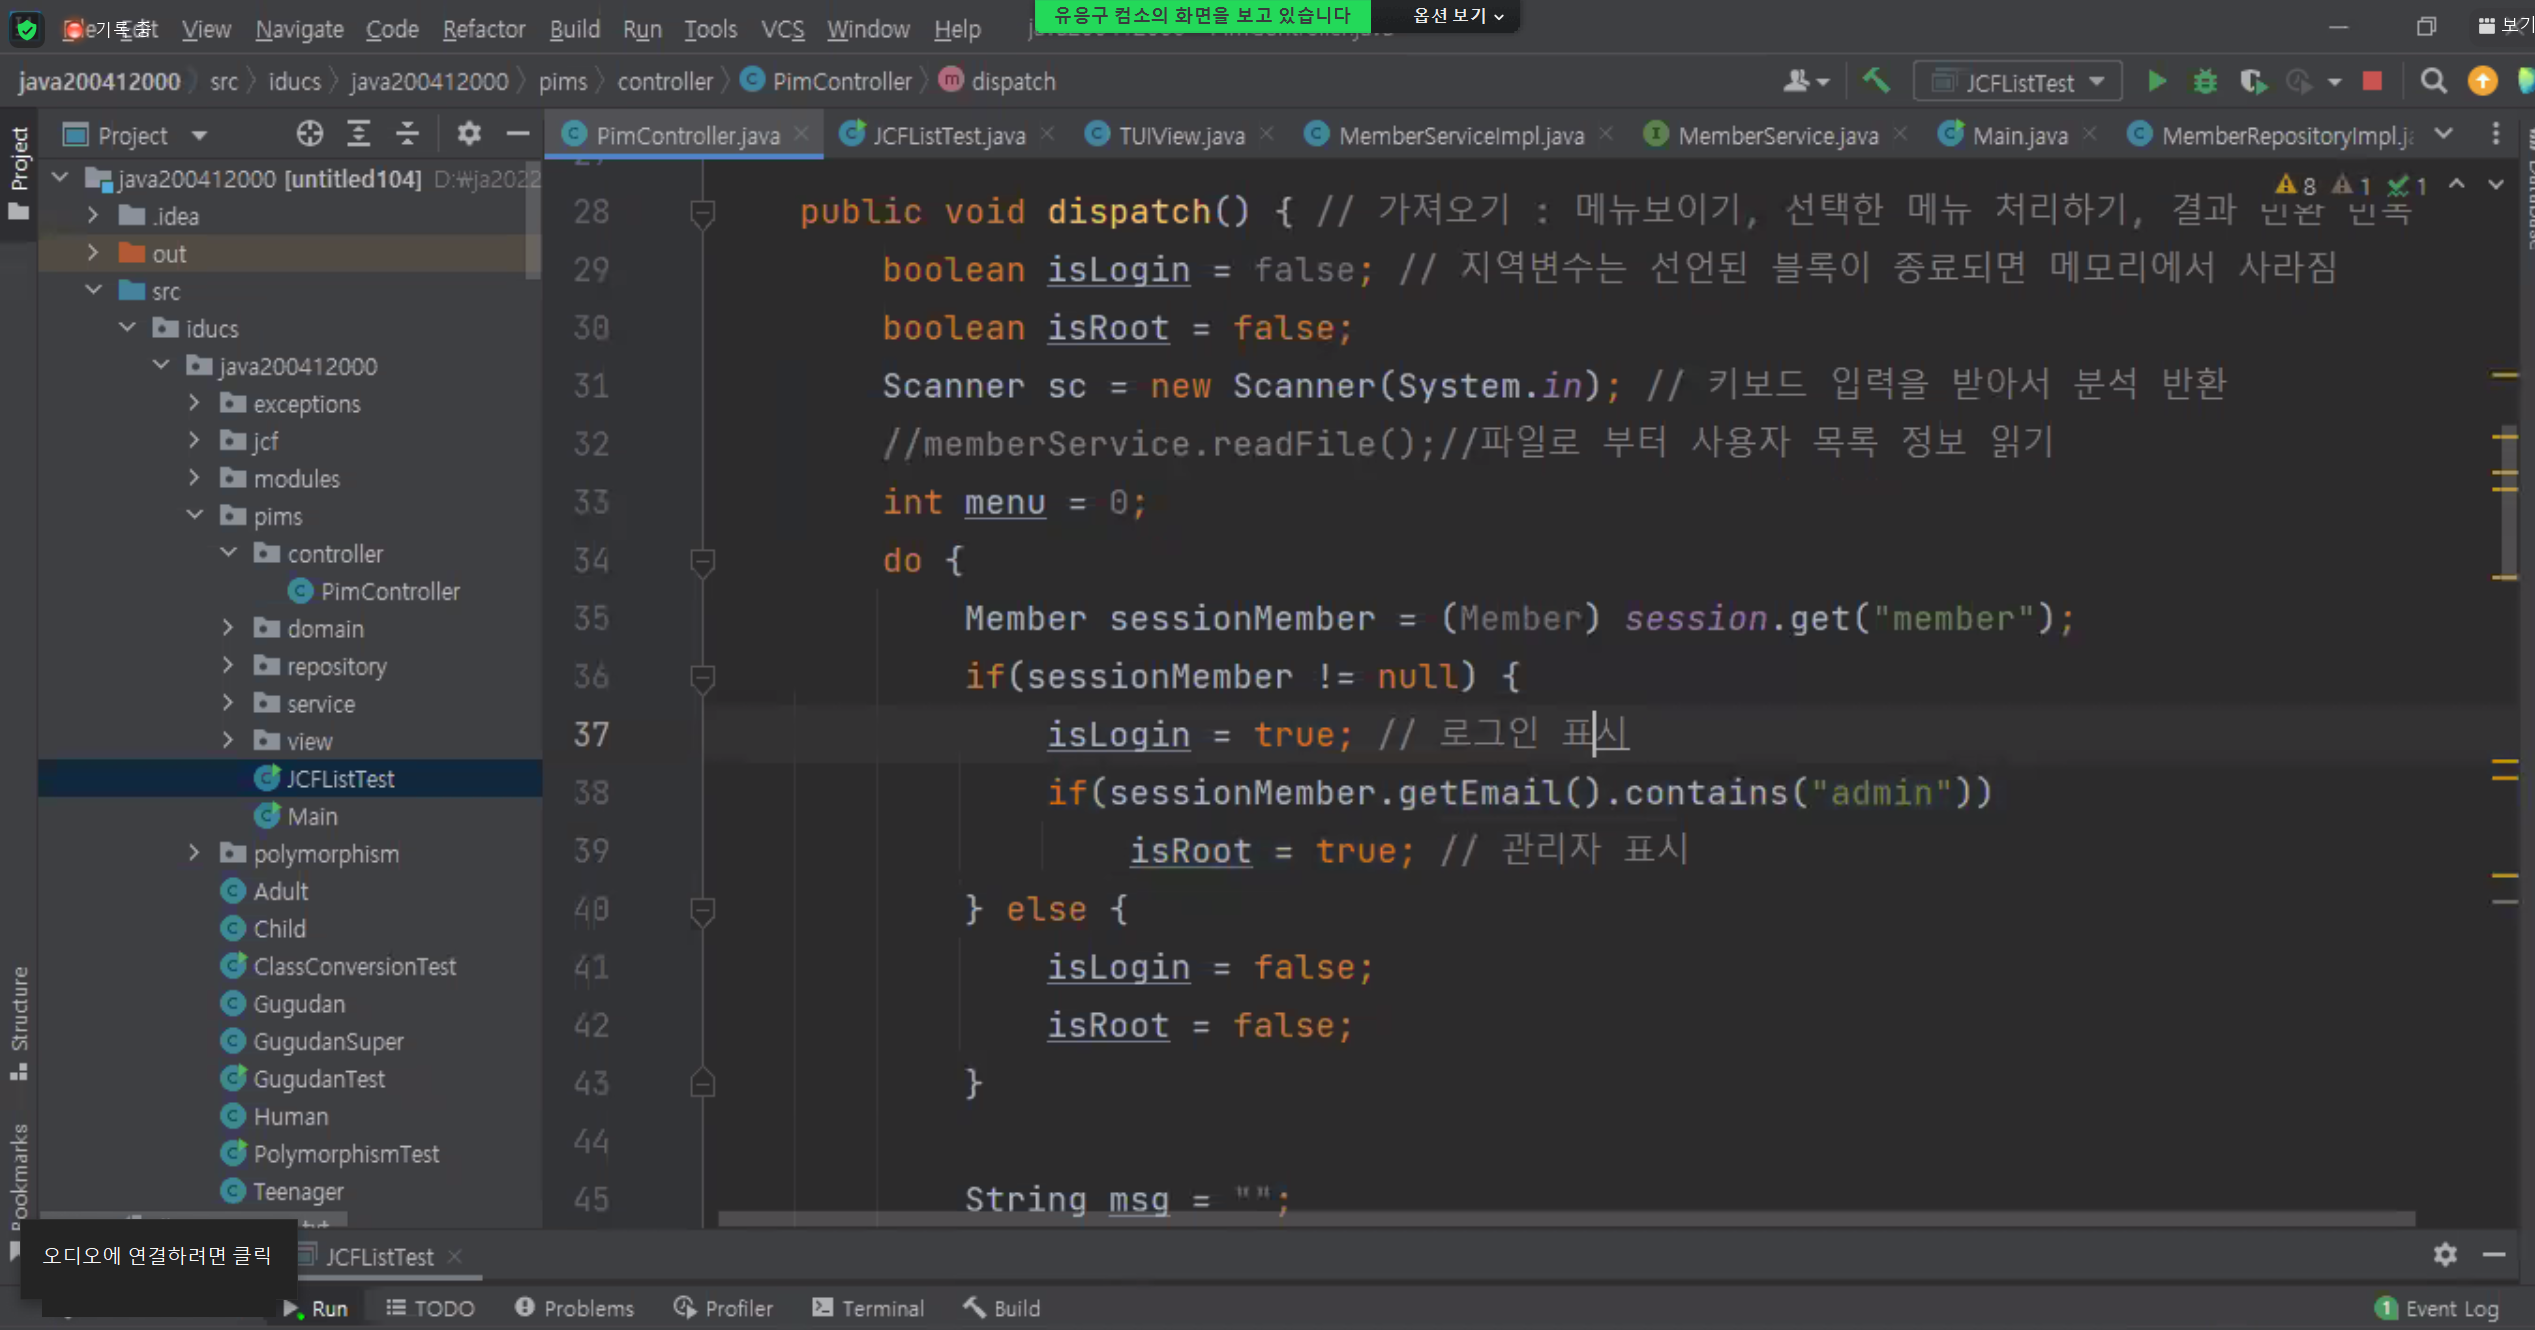 기록 중
Edit View Navigate Code Refactor Build Run Tools VCS Window Help
유응구 컴소의 화면을 보고 있습니다
옵션 보기
보기
java200412000 src iducs java200412000 pims controller PimController dispatch
JCFListTest
Project
PimController.java JCFListTest.java TUIView.java MemberServiceImpl.java MemberService.java Main.java MemberRepositoryImpl.ja
Project
java200412000 [untitled104] D:\ja2022
.idea
out
src
iducs
java200412000
exceptions
jcf
modules
pims
controller
PimController
domain
repository
service
view
JCFListTest
Main
polymorphism
Adult
Child
ClassConversionTest
Gugudan
GugudanSuper
GugudanTest
Human
PolymorphismTest
Teenager
Structure
Bookmarks
Database
8 1 1
28 public void dispatch() { // 가져오기 : 메뉴보이기, 선택한 메뉴 처리하기, 결과 반환 반복
29 boolean isLogin = false; // 지역변수는 선언된 블록이 종료되면 메모리에서 사라짐
30 boolean isRoot = false;
31 Scanner sc = new Scanner(System.in); // 키보드 입력을 받아서 분석 반환
32 //memberService.readFile();//파일로 부터 사용자 목록 정보 읽기
33 int menu = 0;
34 do {
35 Member sessionMember = (Member) session.get("member");
36 if(sessionMember != null) {
37 isLogin = true; // 로그인 표시
38 if(sessionMember.getEmail().contains("admin"))
39 isRoot = true; // 관리자 표시
40 } else {
41 isLogin = false;
42 isRoot = false;
43 }
44
45 String msg = "";
오디오에 연결하려면 클릭
JCFListTest
Run TODO Problems Profiler Terminal Build
1 Event Log